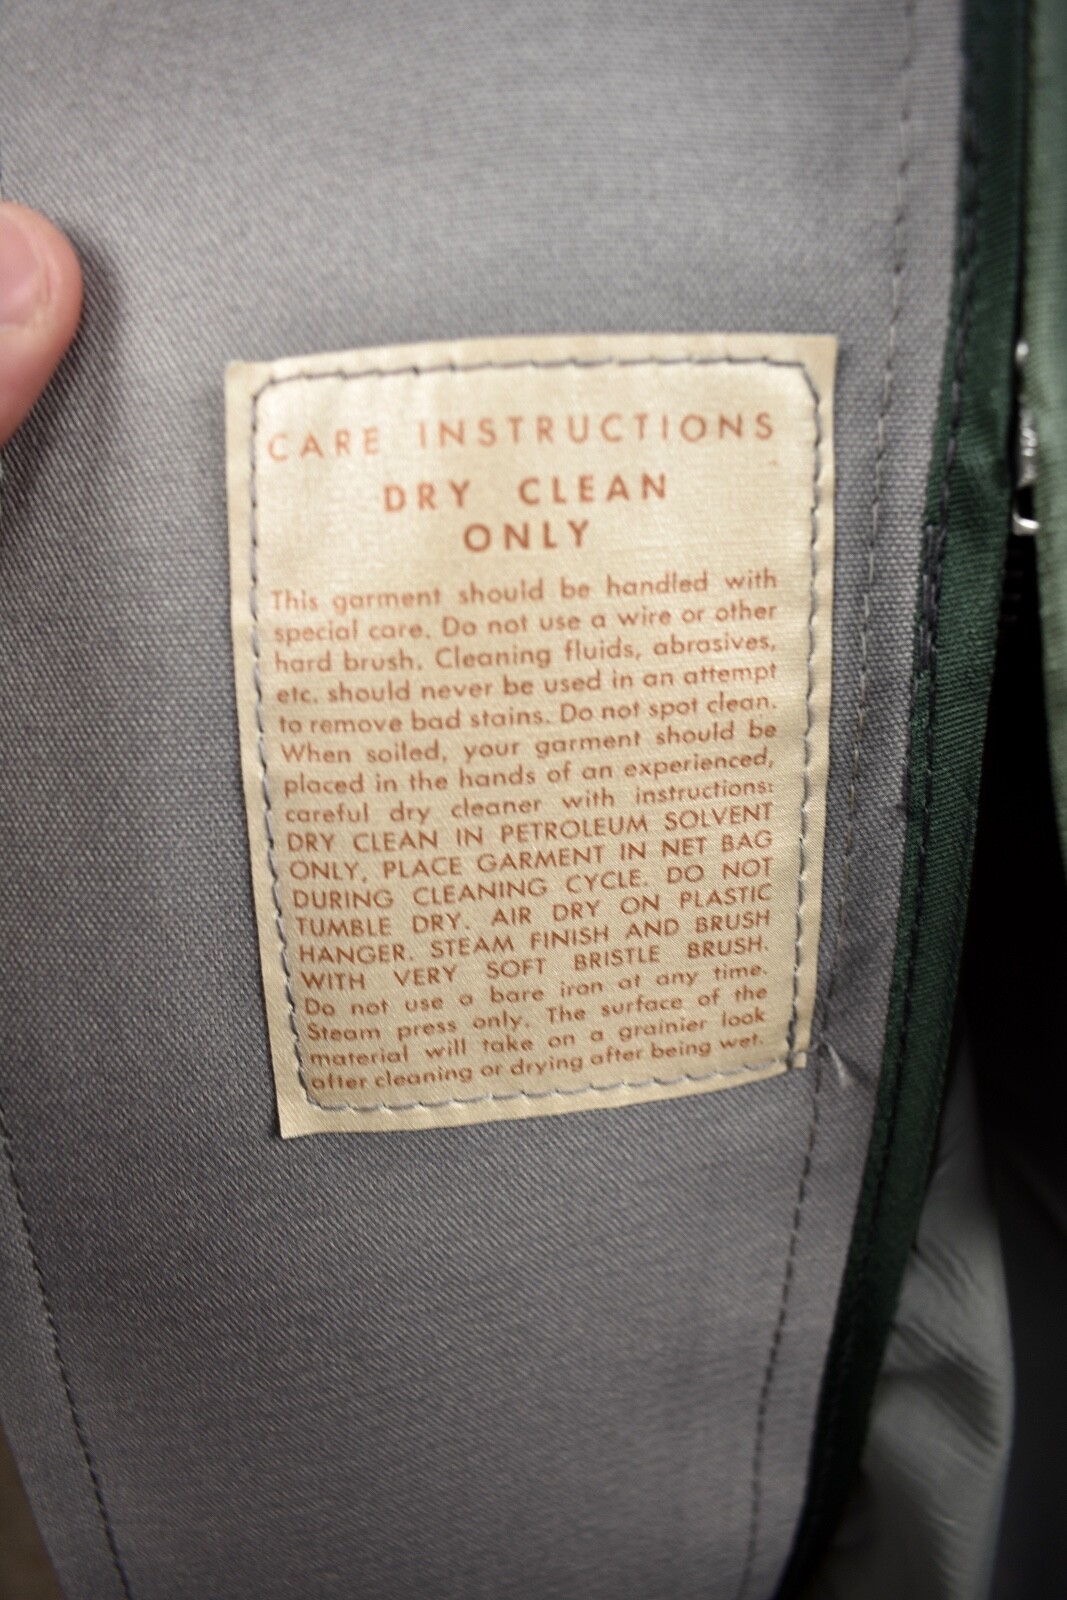 CARE INSTRUCTIONS
DRY CLEAN
ONLY
This garment should be handled with
special care. Do not use a wire or other
hard brush. Cleaning fluids, abrasives,
etc. should never be used in an attempt
to remove bad stains. Do not spot clean.
When soiled, your garment should be
placed in the hands of an experienced,
careful dry cleaner with instructions:
DRY CLEAN IN PETROLEUM SOLVENT
ONLY, PLACE GARMENT IN NET BAG
DURING CLEANING CYCLE. DO NOT
TUMBLE DRY. AIR DRY ON PLASTIC
HANGER. STEAM FINISH AND BRUSH
WITH VERY SOFT BRISTLE BRUSH.
Do not use a bare iron at any time.
Steam press only. The surface of the
material will take on a grainier look
after cleaning or drying after being wet.